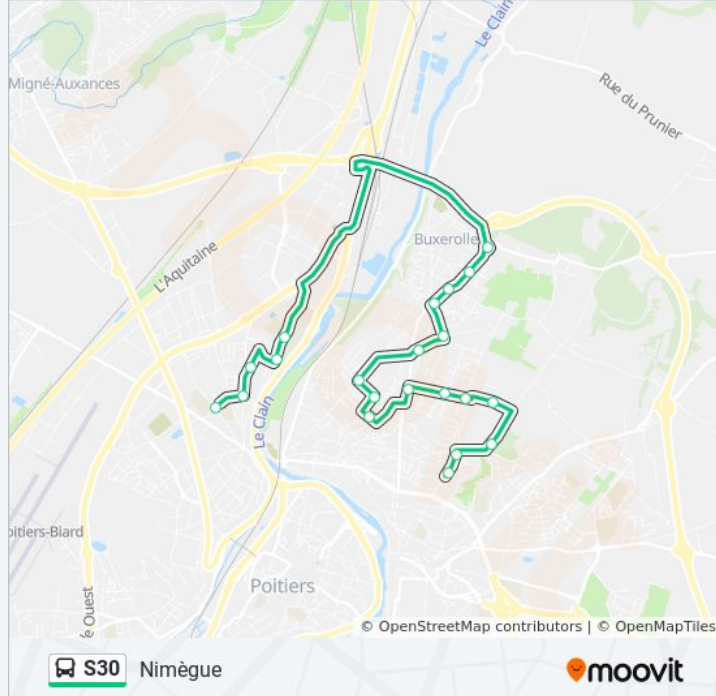 Le Clain
Migné-Auxances
Rue du Prunier
L'Aquitaine
Buxerolle
Le Clain
oitiers-Biard
Poitiers
é Ouest
© OpenStreetMap contributors | © OpenMapTiles
S30 Nimègue
moovit